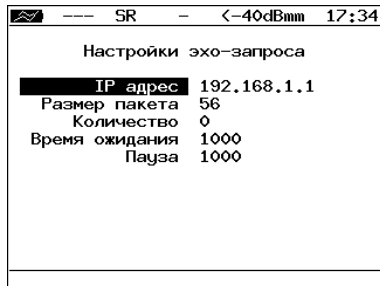 --- SR - <-40dBmm 17:34
Настройки эхо-запроса
IP адрес 192.168.1.1
Размер пакета 56
Количество 0
Время ожидания 1000
Пауза 1000